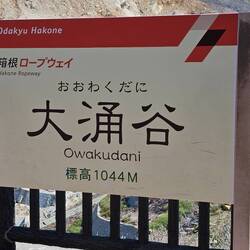 Odakyu Hakone
箱根ロープウェイ
Hakone Ropeway
おおわくだに
大涌谷
Owakudani
標高1044M